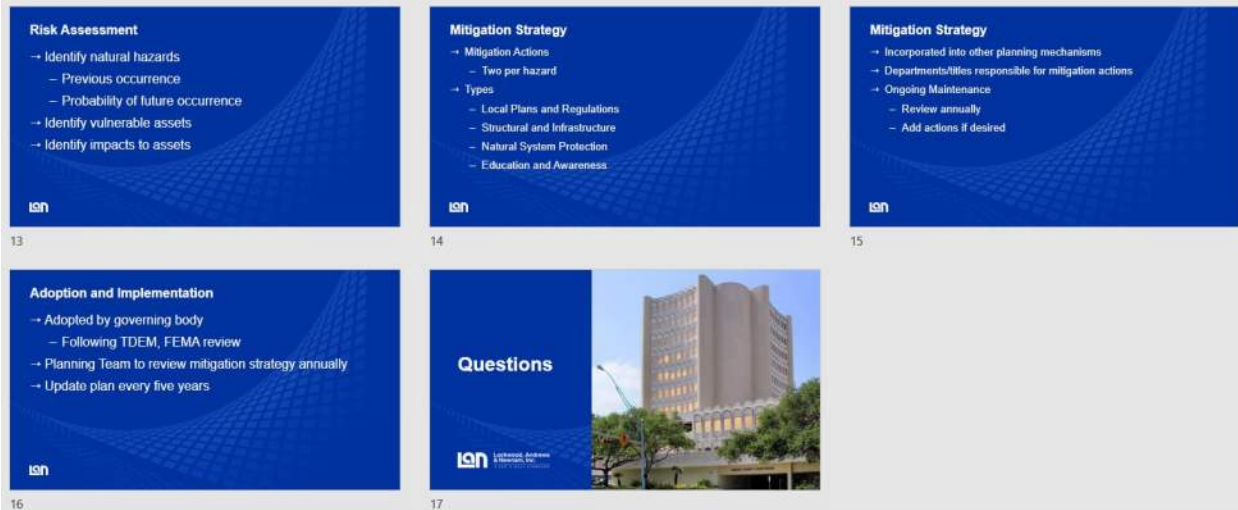 Risk Assessment
→ Identify natural hazards
– Previous occurrence
– Probability of future occurrence
→ Identify vulnerable assets
→ Identify impacts to assets
lan
13
Mitigation Strategy
→ Mitigation Actions
– Two per hazard
→ Types
– Local Plans and Regulations
– Structural and Infrastructure
– Natural System Protection
– Education and Awareness
lan
14
Mitigation Strategy
→ Incorporated into other planning mechanisms
→ Departments/titles responsible for mitigation actions
→ Ongoing Maintenance
– Review annually
– Add actions if desired
lan
15
Adoption and Implementation
→ Adopted by governing body
– Following TDEM, FEMA review
→ Planning Team to review mitigation strategy annually
→ Update plan every five years
lan
16
Questions
lan
Lockwood, Andrews
& Newnam, Inc.
17